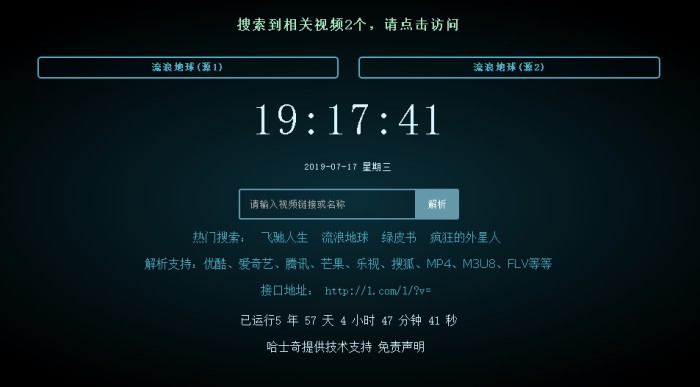 搜索到相关视频2个，请点击访问
流浪地球(源1) 流浪地球(源2)
19:17:41
2019-07-17 星期三
请输入视频链接或名称 解析
热门搜索： 飞驰人生 流浪地球 绿皮书 疯狂的外星人
解析支持：优酷、爱奇艺、腾讯、芒果、乐视、搜狐、MP4、M3U8、FLV等等
接口地址： http://1.com/1/?v=
已运行5 年 57 天 4 小时 47 分钟 41 秒
哈士奇提供技术支持 免责声明